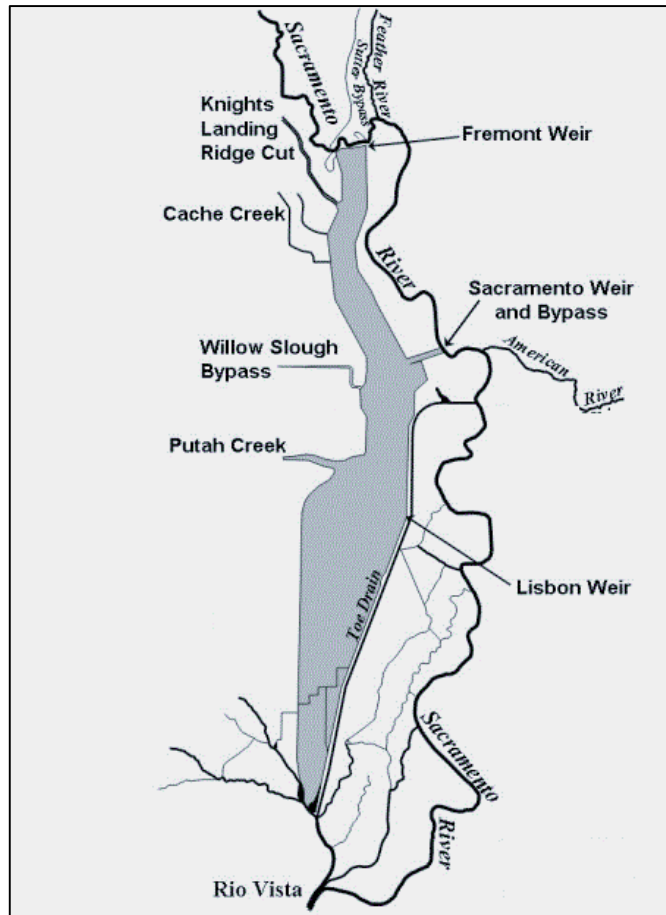 Sacramento
Sutter Bypass
Feather River
Knights
Landing
Ridge Cut
Fremont Weir
Cache Creek
River
Sacramento Weir
and Bypass
American
River
Willow Slough
Bypass
Putah Creek
Lisbon Weir
Toe Drain
Sacramento
River
Rio Vista